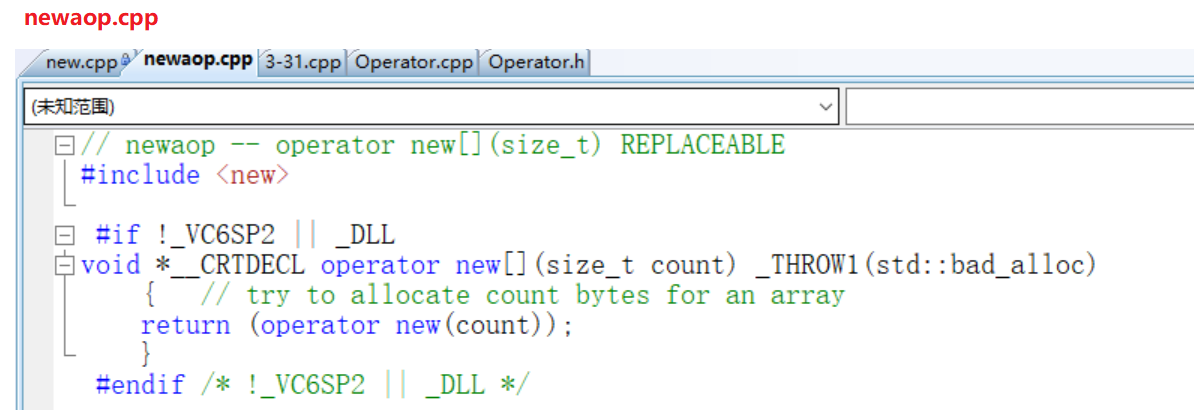 newaop.cpp
new.cpp newaop.cpp 3-31.cpp Operator.cpp Operator.h
(未知范围)
// newaop -- operator new[](size_t) REPLACEABLE
#include <new>
#if !_VC6SP2 || _DLL
void *__CRTDECL operator new[](size_t count) _THROW1(std::bad_alloc)
{ // try to allocate count bytes for an array
return (operator new(count));
}
#endif /* !_VC6SP2 || _DLL */